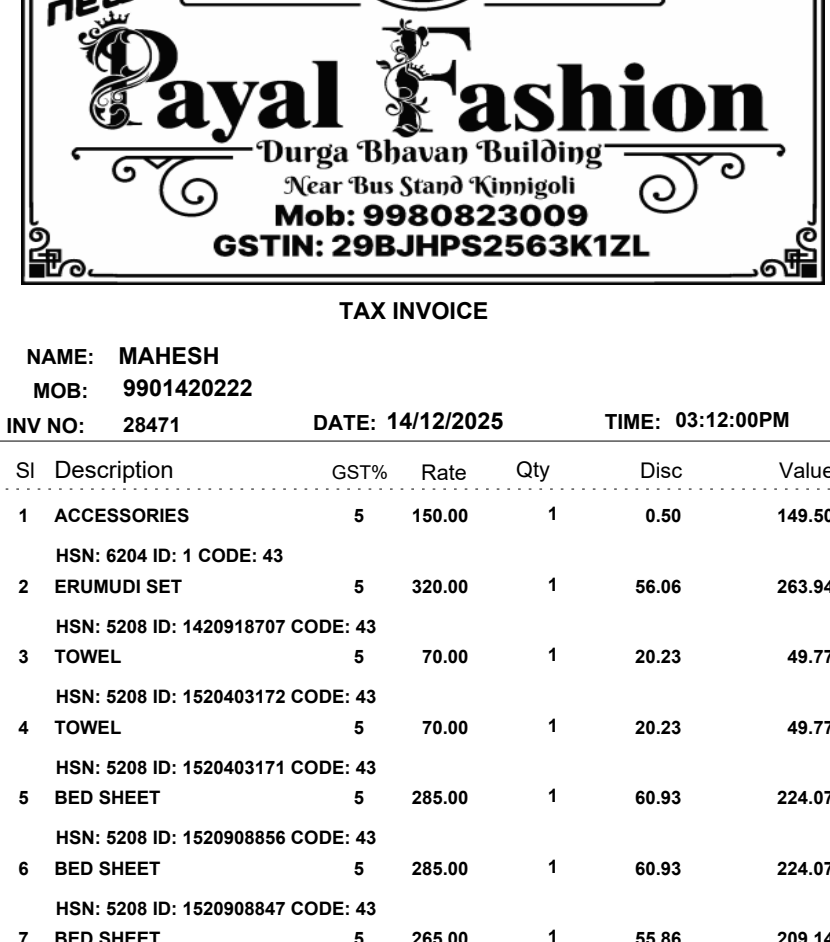 new
Payal Fashion
Durga Bhavan Building
Near Bus Stand Kinnigoli
Mob: 9980823009
GSTIN: 29BJHPS2563K1ZL
TAX INVOICE
NAME: MAHESH
MOB: 9901420222
INV NO: 28471 DATE: 14/12/2025 TIME: 03:12:00PM
Sl Description GST% Rate Qty Disc Value
1 ACCESSORIES 5 150.00 1 0.50 149.50
HSN: 6204 ID: 1 CODE: 43
2 ERUMUDI SET 5 320.00 1 56.06 263.94
HSN: 5208 ID: 1420918707 CODE: 43
3 TOWEL 5 70.00 1 20.23 49.77
HSN: 5208 ID: 1520403172 CODE: 43
4 TOWEL 5 70.00 1 20.23 49.77
HSN: 5208 ID: 1520403171 CODE: 43
5 BED SHEET 5 285.00 1 60.93 224.07
HSN: 5208 ID: 1520908856 CODE: 43
6 BED SHEET 5 285.00 1 60.93 224.07
HSN: 5208 ID: 1520908847 CODE: 43
7 BED SHEET 5 265.00 1 55.86 209.14